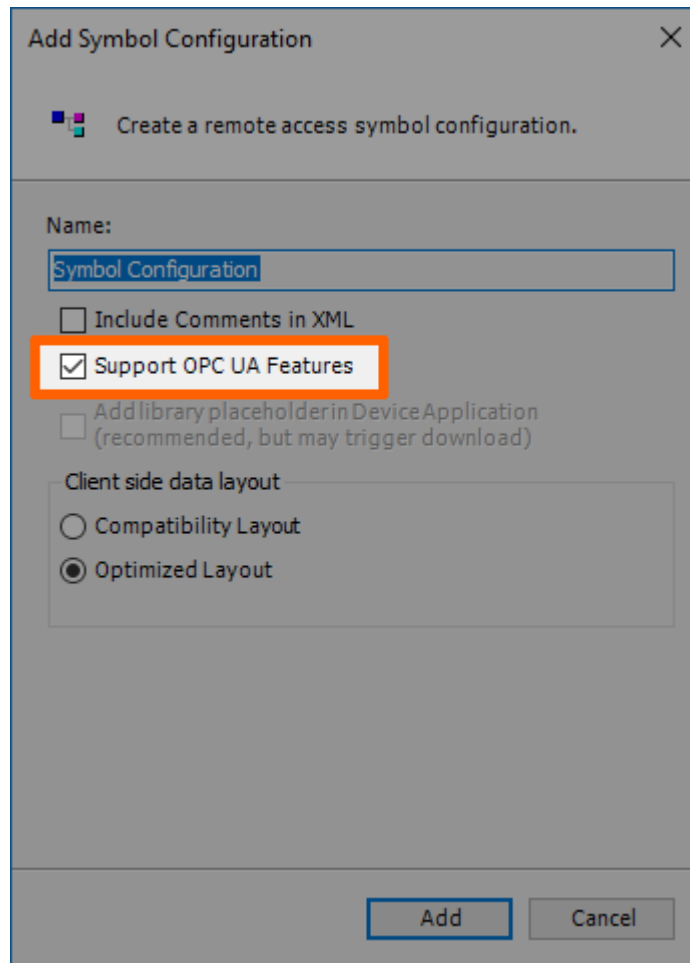 Add Symbol Configuration
Create a remote access symbol configuration.
Name:
Symbol Configuration
Include Comments in XML
Support OPC UA Features
Add library placeholder in Device Application
(recommended, but may trigger download)
Client side data layout
Compatibility Layout
Optimized Layout
Add Cancel